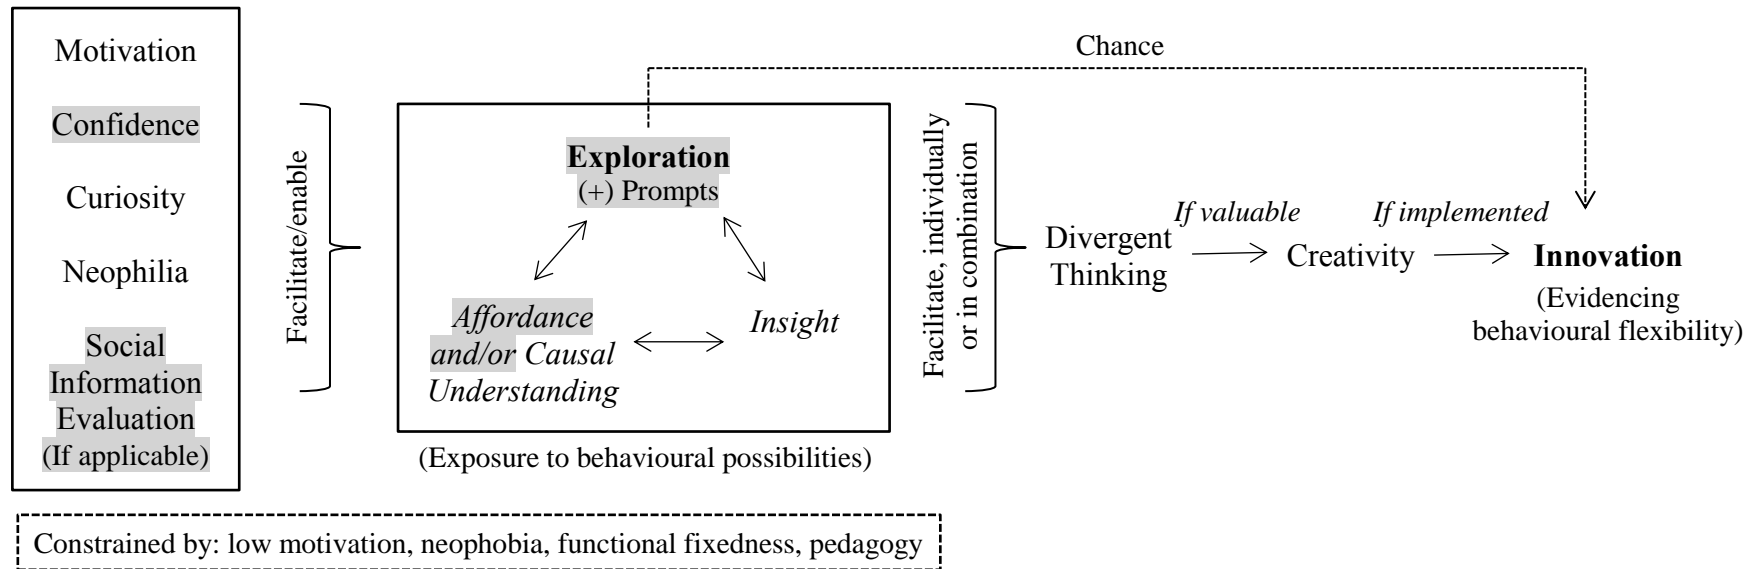 Motivation
Confidence
Curiosity
Neophilia
Social
Information
Evaluation
(If applicable)
Facilitate/enable
Exploration
(+) Prompts
Affordance
and/or Causal
Understanding
Insight
(Exposure to behavioural possibilities)
Chance
Facilitate, individually
or in combination
Divergent
Thinking
If valuable
Creativity
If implemented
Innovation
(Evidencing
behavioural flexibility)
Constrained by: low motivation, neophobia, functional fixedness, pedagogy